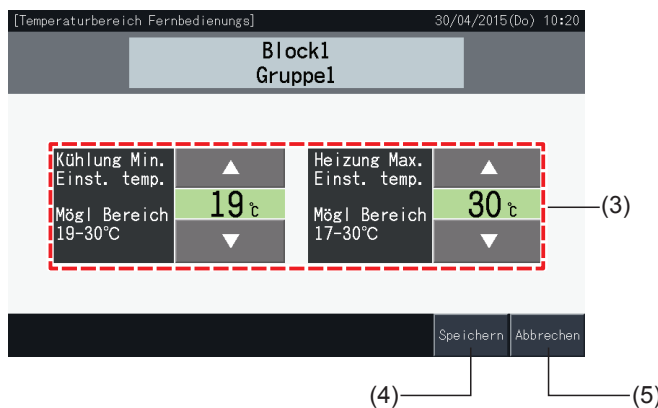 [Temperaturbereich Fernbedienungs] 30/04/2015(Do) 10:20
Block1
Gruppe1
Kühlung Min.
Einst. temp.
Mögl Bereich
19-30℃
19℃
Heizung Max.
Einst. temp.
Mögl Bereich
17-30℃
30℃
(3)
Speichern Abbrechen
(4) (5)